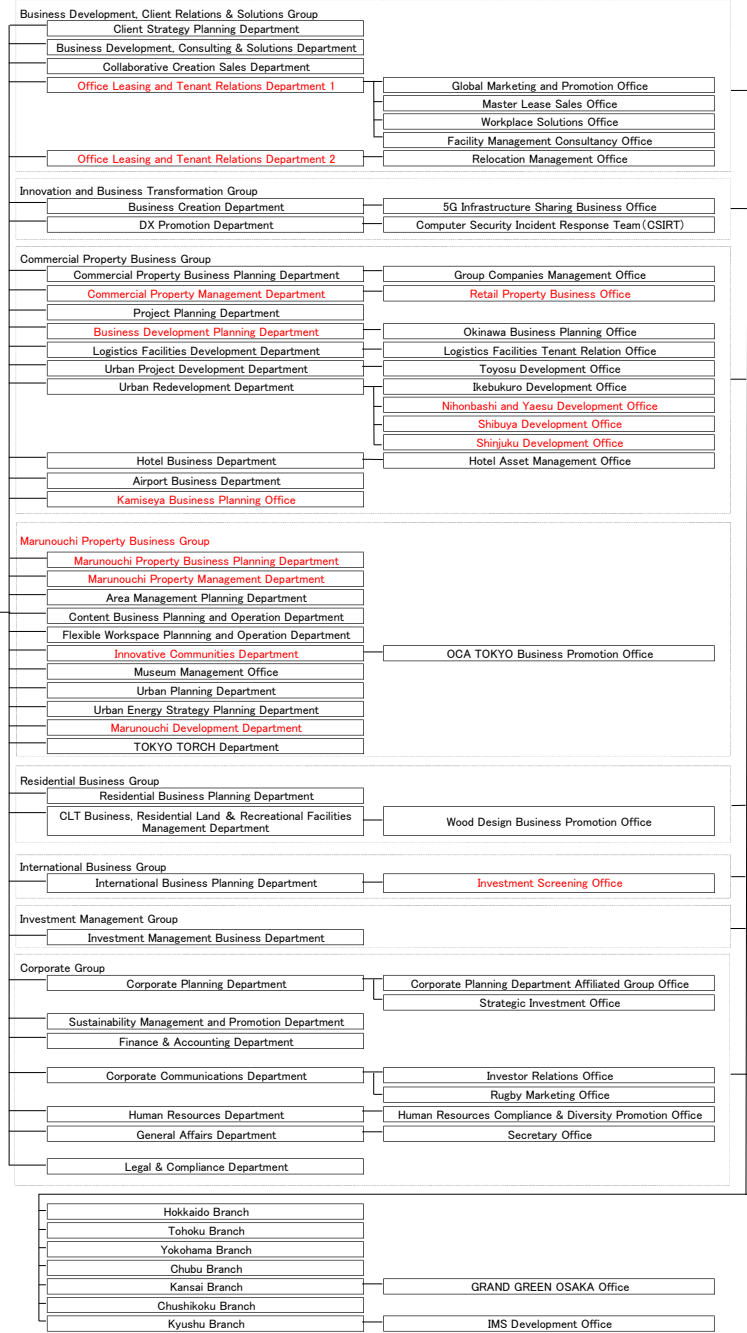 Business Development, Client Relations & Solutions Group
Client Strategy Planning Department
Business Development, Consulting & Solutions Department
Collaborative Creation Sales Department
Office Leasing and Tenant Relations Department 1
Global Marketing and Promotion Office
Master Lease Sales Office
Workplace Solutions Office
Facility Management Consultancy Office
Office Leasing and Tenant Relations Department 2
Relocation Management Office
Innovation and Business Transformation Group
Business Creation Department
5G Infrastructure Sharing Business Office
DX Promotion Department
Computer Security Incident Response Team(CSIRT)
Commercial Property Business Group
Commercial Property Business Planning Department
Group Companies Management Office
Commercial Property Management Department
Retail Property Business Office
Project Planning Department
Business Development Planning Department
Okinawa Business Planning Office
Logistics Facilities Development Department
Logistics Facilities Tenant Relation Office
Urban Project Development Department
Toyosu Development Office
Urban Redevelopment Department
Ikebukuro Development Office
Nihonbashi and Yaesu Development Office
Shibuya Development Office
Shinjuku Development Office
Hotel Business Department
Hotel Asset Management Office
Airport Business Department
Kamiseya Business Planning Office
Marunouchi Property Business Group
Marunouchi Property Business Planning Department
Marunouchi Property Management Department
Area Management Planning Department
Content Business Planning and Operation Department
Flexible Workspace Plannning and Operation Department
Innovative Communities Department
OCA TOKYO Business Promotion Office
Museum Management Office
Urban Planning Department
Urban Energy Strategy Planning Department
Marunouchi Development Department
TOKYO TORCH Department
Residential Business Group
Residential Business Planning Department
CLT Business, Residential Land & Recreational Facilities
Management Department
Wood Design Business Promotion Office
International Business Group
International Business Planning Department
Investment Screening Office
Investment Management Group
Investment Management Business Department
Corporate Group
Corporate Planning Department
Corporate Planning Department Affiliated Group Office
Strategic Investment Office
Sustainability Management and Promotion Department
Finance & Accounting Department
Corporate Communications Department
Investor Relations Office
Rugby Marketing Office
Human Resources Department
Human Resources Compliance & Diversity Promotion Office
General Affairs Department
Secretary Office
Legal & Compliance Department
Hokkaido Branch
Tohoku Branch
Yokohama Branch
Chubu Branch
Kansai Branch
GRAND GREEN OSAKA Office
Chushikoku Branch
Kyushu Branch
IMS Development Office